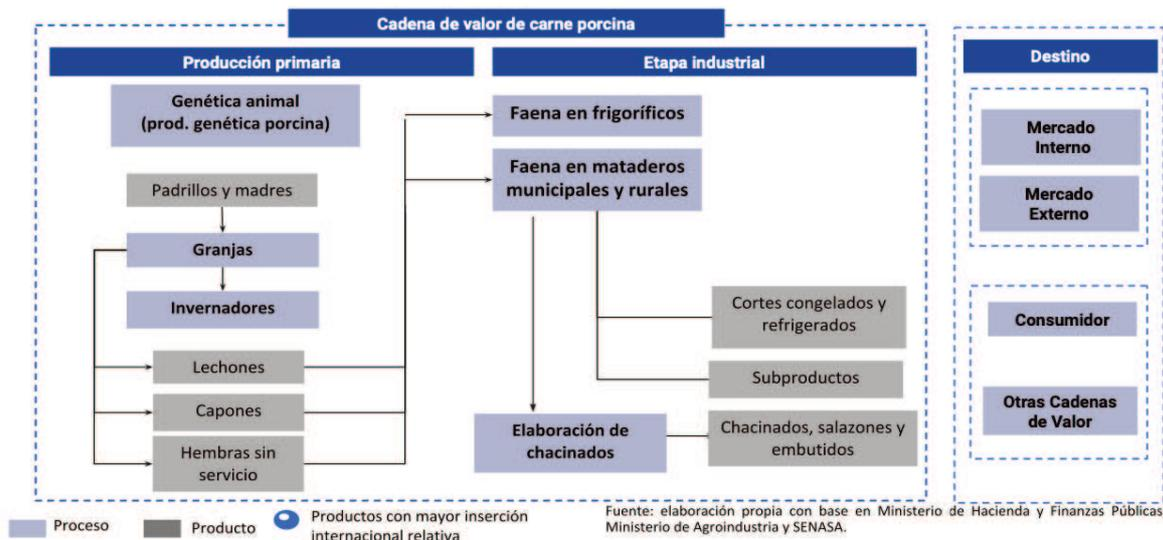 Cadena de valor de carne porcina
Producción primaria
Etapa industrial
Destino
Genética animal
(prod. genética porcina)
Padrillos y madres
Granjas
Invernadores
Lechones
Capones
Hembras sin
servicio
Faena en frigoríficos
Faena en mataderos
municipales y rurales
Cortes congelados y
refrigerados
Subproductos
Elaboración de
chacinados
Chacinados, salazones y
embutidos
Mercado
Interno
Mercado
Externo
Consumidor
Otras Cadenas
de Valor
Proceso
Producto
Productos con mayor inserción
internacional relativa
Fuente: elaboración propia con base en Ministerio de Hacienda y Finanzas Públicas
Ministerio de Agroindustria y SENASA.